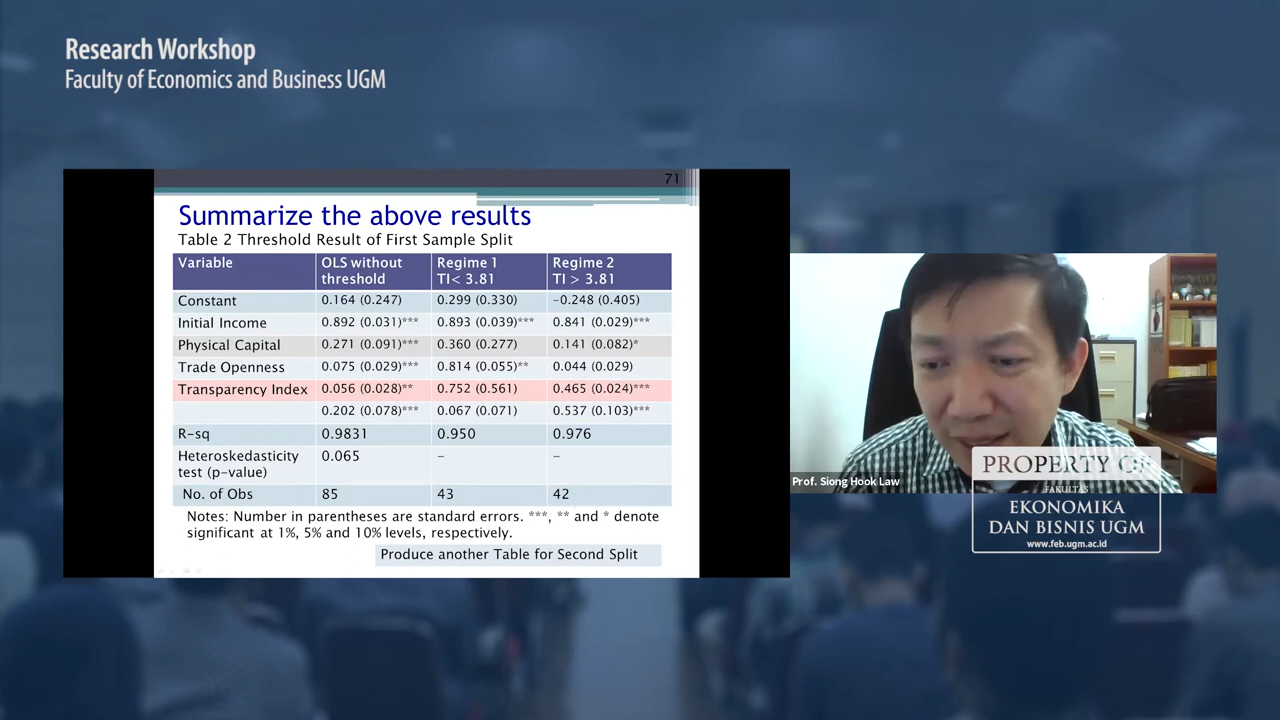 Research Workshop
Faculty of Economics and Business UGM
71
Summarize the above results
Table 2 Threshold Result of First Sample Split
Variable OLS without threshold Regime 1 TI< 3.81 Regime 2 TI > 3.81
Constant 0.164 (0.247) 0.299 (0.330) -0.248 (0.405)
Initial Income 0.892 (0.031)*** 0.893 (0.039)*** 0.841 (0.029)***
Physical Capital 0.271 (0.091)*** 0.360 (0.277) 0.141 (0.082)*
Trade Openness 0.075 (0.029)*** 0.814 (0.055)** 0.044 (0.029)
Transparency Index 0.056 (0.028)** 0.752 (0.561) 0.465 (0.024)***
0.202 (0.078)*** 0.067 (0.071) 0.537 (0.103)***
R-sq 0.9831 0.950 0.976
Heteroskedasticity test (p-value) 0.065 – –
No. of Obs 85 43 42
Notes: Number in parentheses are standard errors. ***, ** and * denote
significant at 1%, 5% and 10% levels, respectively.
Produce another Table for Second Split
Prof. Siong Hook Law
PROPERTY OF
FAKULTAS
EKONOMIKA
DAN BISNIS UGM
www.feb.ugm.ac.id